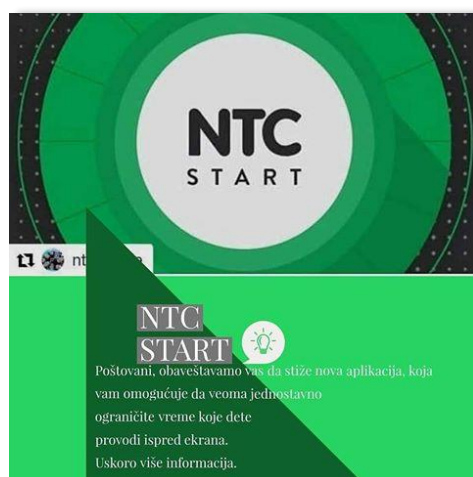 NTC
START
NTC
START
Poštovani, obaveštavamo vas da stiže nova aplikacija, koja
vam omogućuje da veoma jednostavno
ograničite vreme koje dete
provodi ispred ekrana.
Uskoro više informacija.